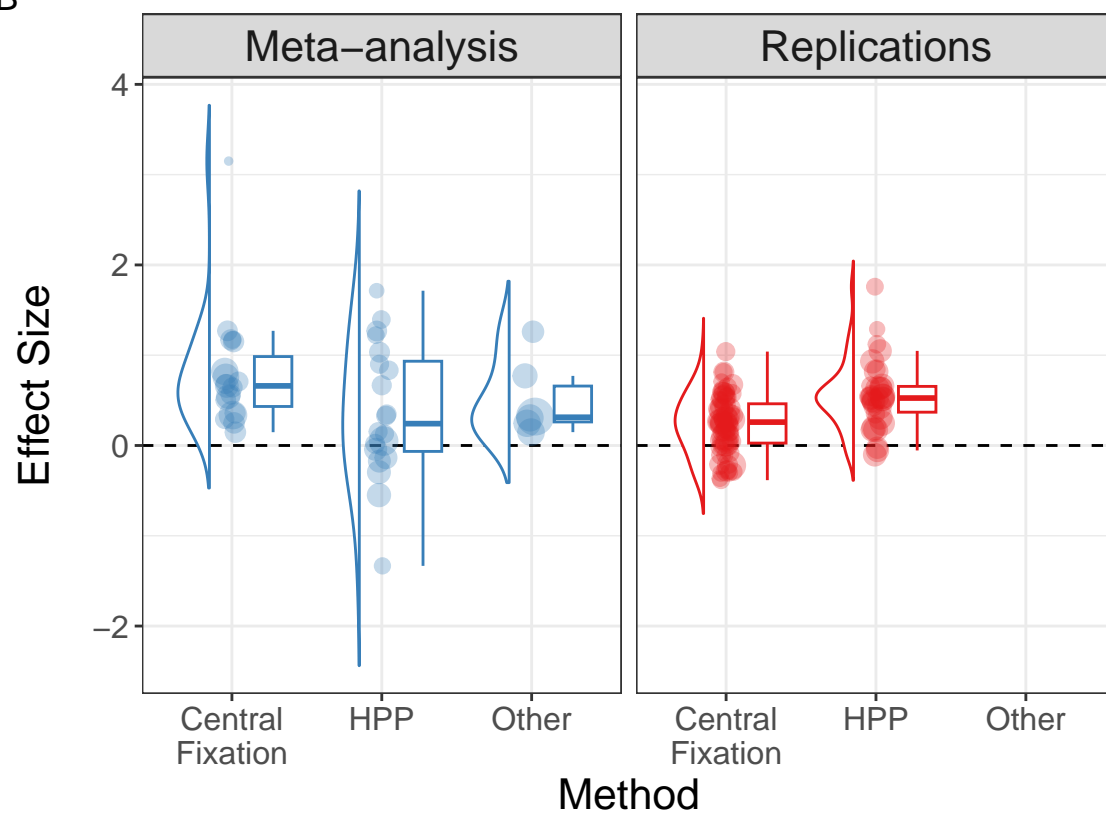 B
Meta−analysis
Replications
Effect Size
4
2
0
−2
Central
Fixation
HPP
Other
Central
Fixation
HPP
Other
Method